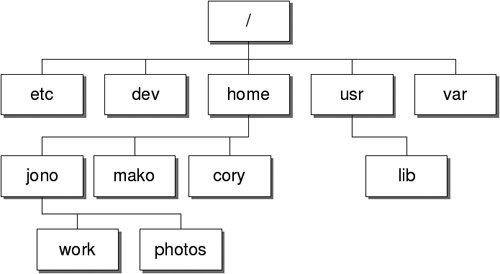 /
etc dev home usr var
jono mako cory lib
work photos